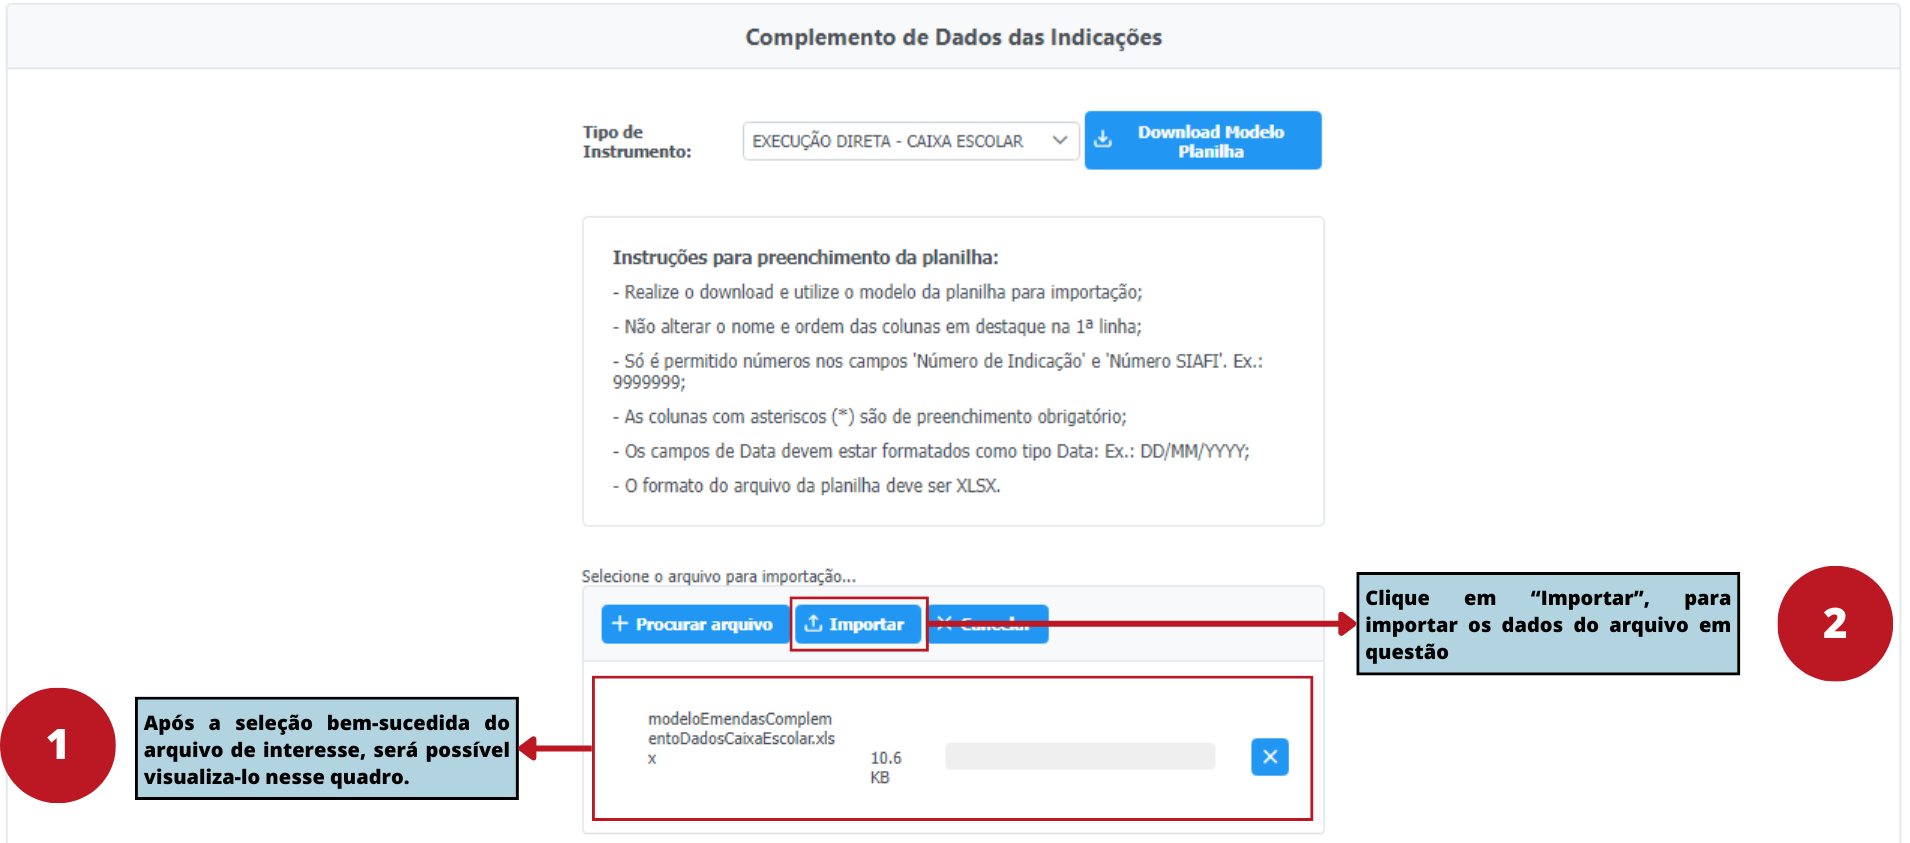 Complemento de Dados das Indicações
Tipo de
Instrumento:
EXECUÇÃO DIRETA - CAIXA ESCOLAR
Download Modelo
Planilha
Instruções para preenchimento da planilha:
- Realize o download e utilize o modelo da planilha para importação;
- Não alterar o nome e ordem das colunas em destaque na 1ª linha;
- Só é permitido números nos campos 'Número de Indicação' e 'Número SIAFI'. Ex.:
9999999;
- As colunas com asteriscos (*) são de preenchimento obrigatório;
- Os campos de Data devem estar formatados como tipo Data: Ex.: DD/MM/YYYY;
- O formato do arquivo da planilha deve ser XLSX.
Selecione o arquivo para importação...
Procurar arquivo
Importar
Cancelar
Clique em “Importar”, para
importar os dados do arquivo em
questão
2
1
Após a seleção bem-sucedida do
arquivo de interesse, será possível
visualiza-lo nesse quadro.
modeloEmendasComplem
entoDadosCaixaEscolar.xls
x
10.6
KB